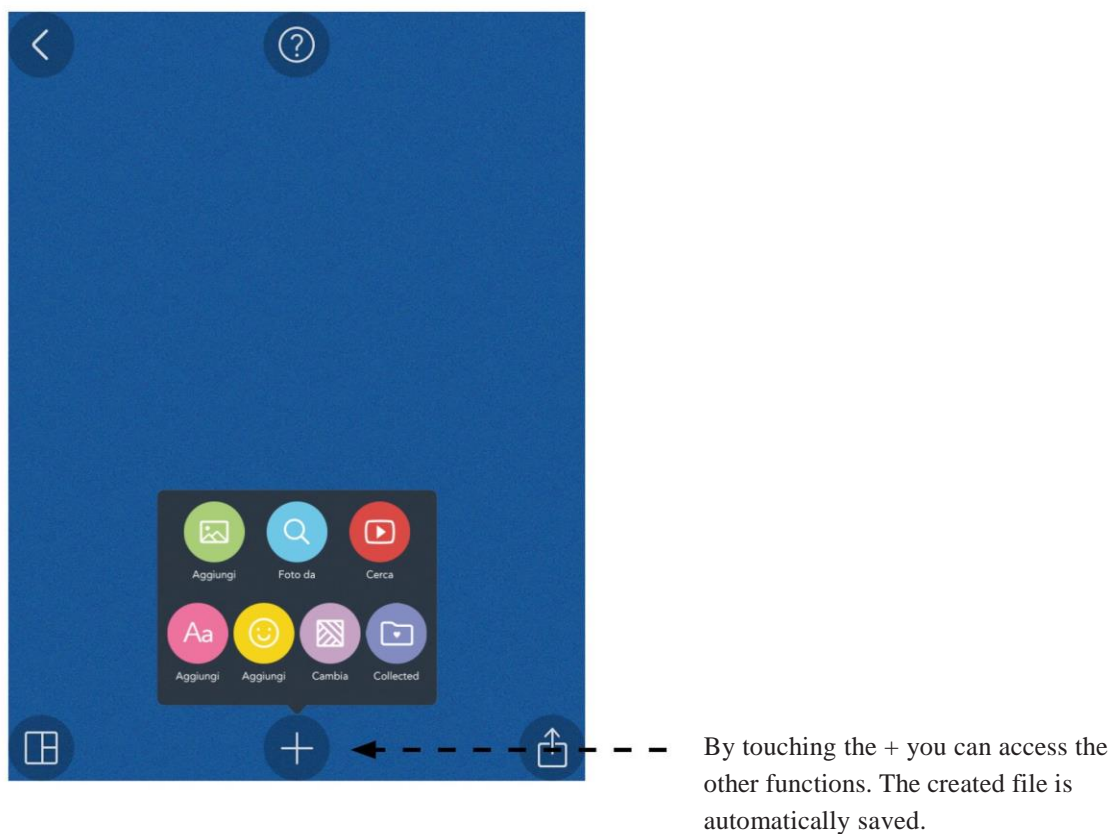 ?
Aggiungi Foto da Cerca
Aa
Aggiungi Aggiungi Cambia Collected
By touching the + you can access the
other functions. The created file is
automatically saved.